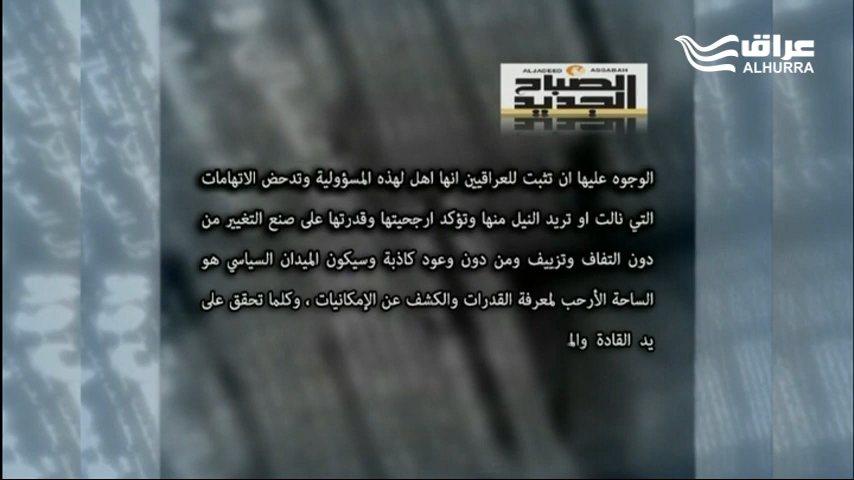 عراق
ALHURRA
ALJADEED ASSABAH
الصباح
الجديد
الوجوه عليها ان تثبت للعراقيين انها اهل لهذه المسؤولية وتدحض الاتهامات
التي نالت او تريد النيل منها وتؤكد ارجحيتها وقدرتها على صنع التغيير من
دون التفاف وتزييف ومن دون وعود كاذبة وسيكون الميدان السياسي هو
الساحة الأرحب لمعرفة القدرات والكشف عن الإمكانيات ، وكلما تحقق على
يد القادة والم